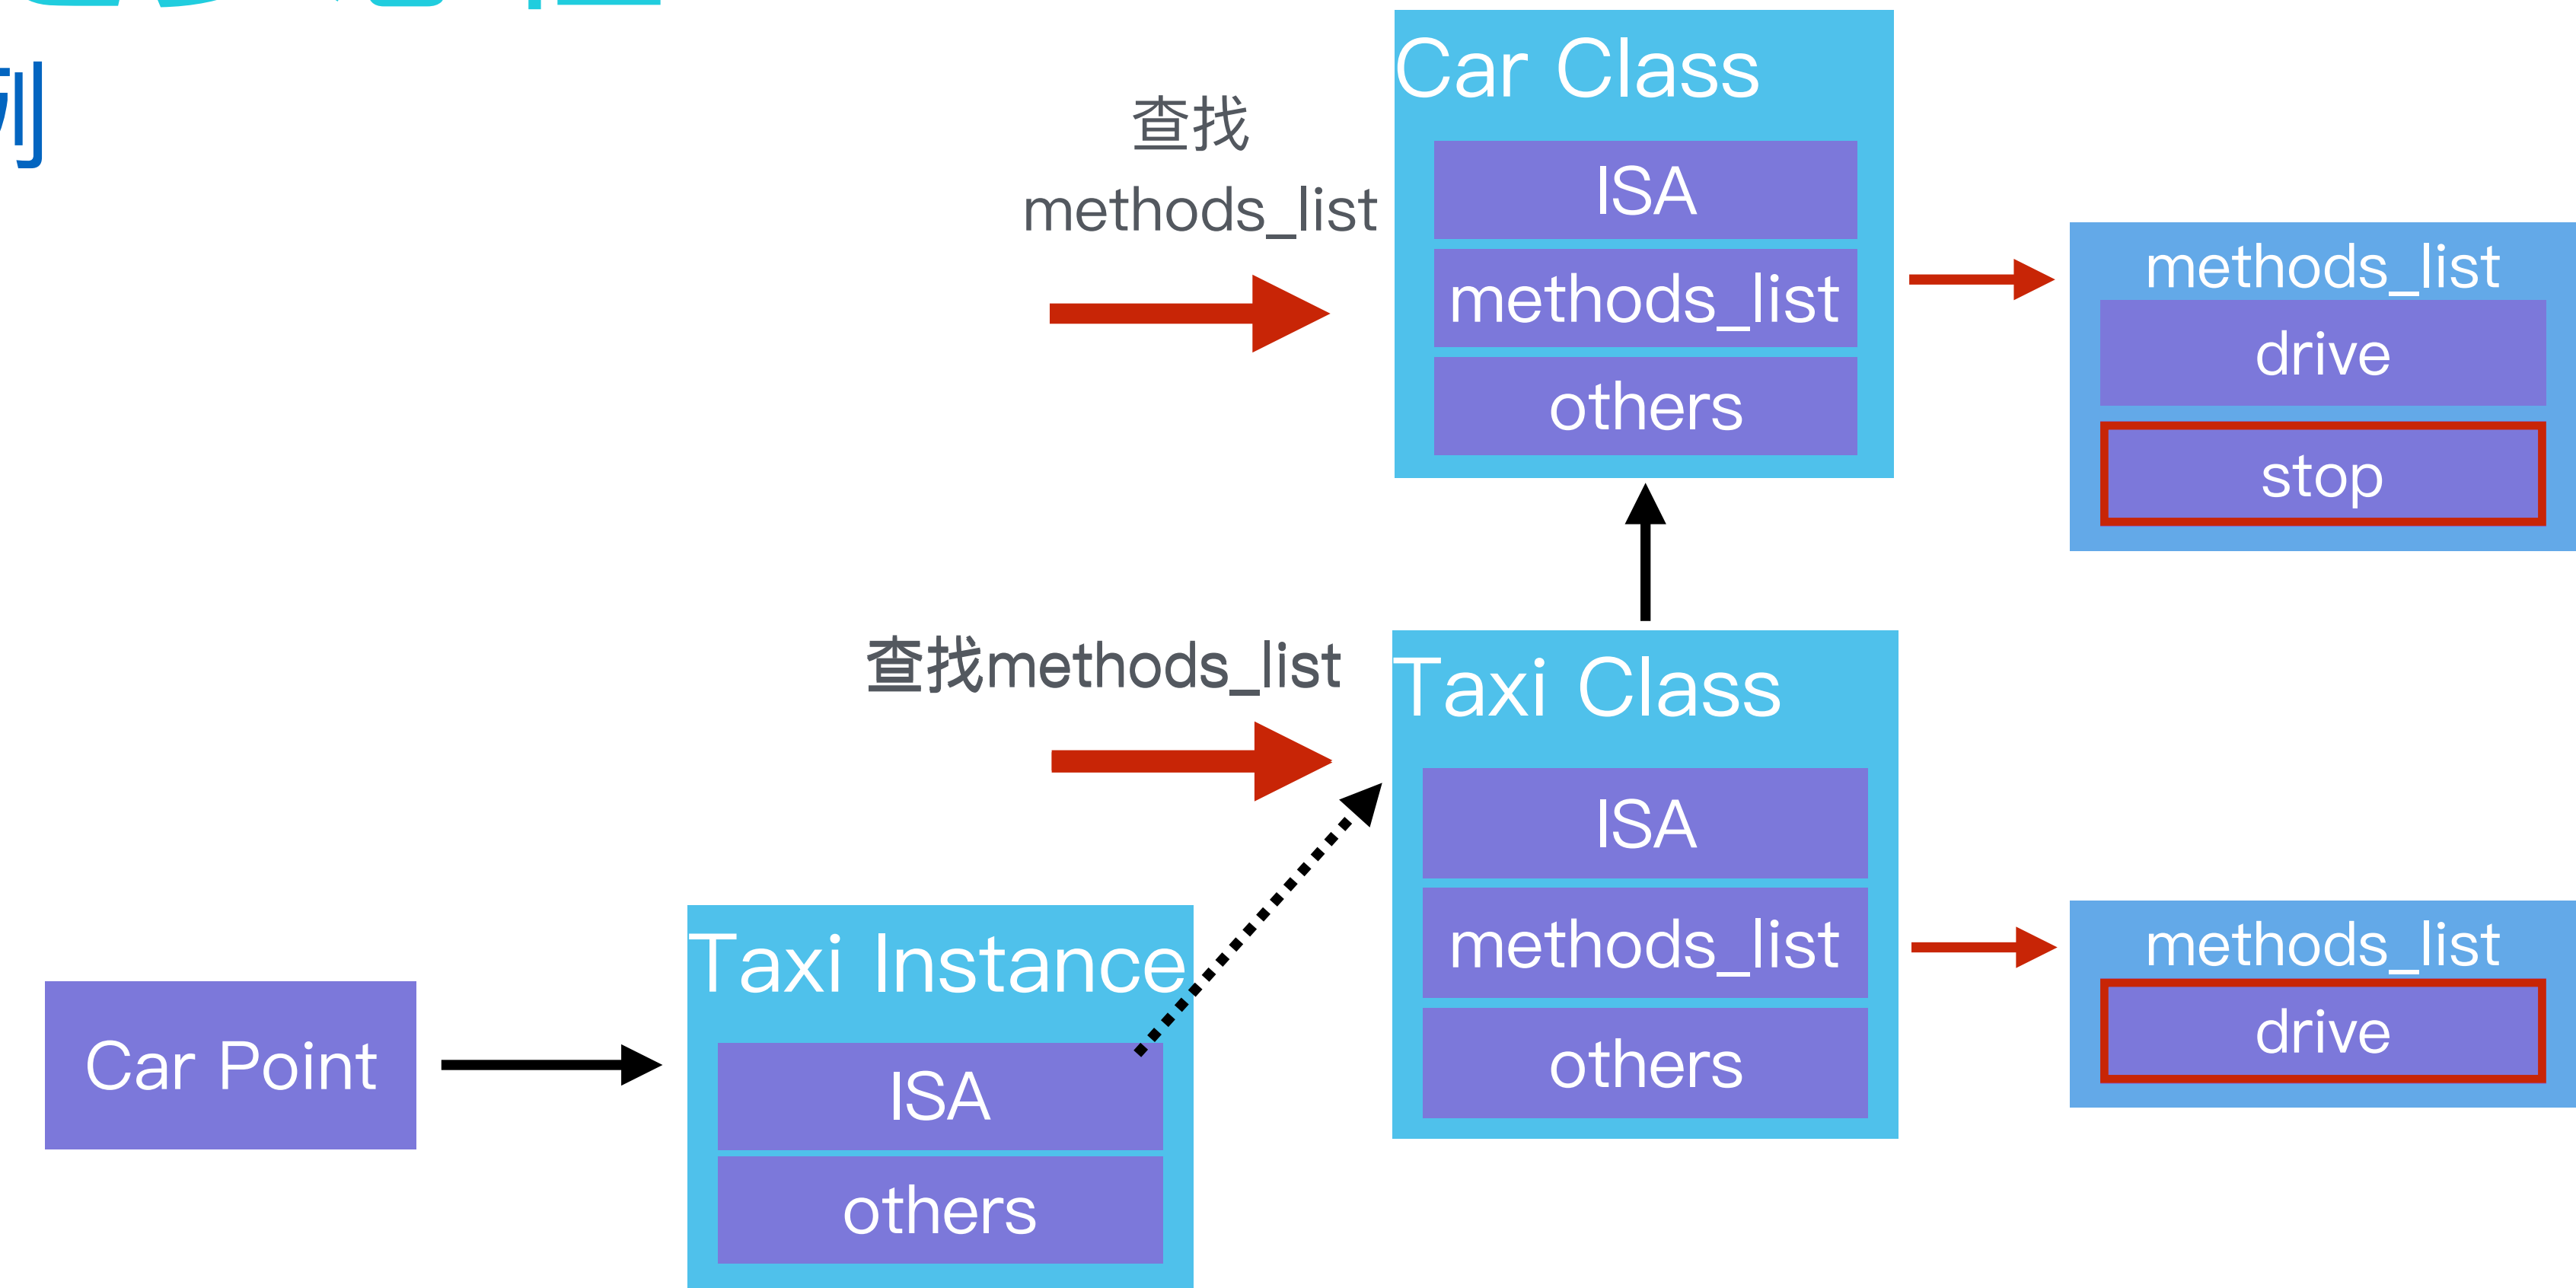 例
Car Class
查找
methods_list
ISA
methods_list
others
methods_list
drive
stop
查找methods_list
Taxi Class
ISA
methods_list
others
methods_list
drive
Taxi Instance
ISA
others
Car Point